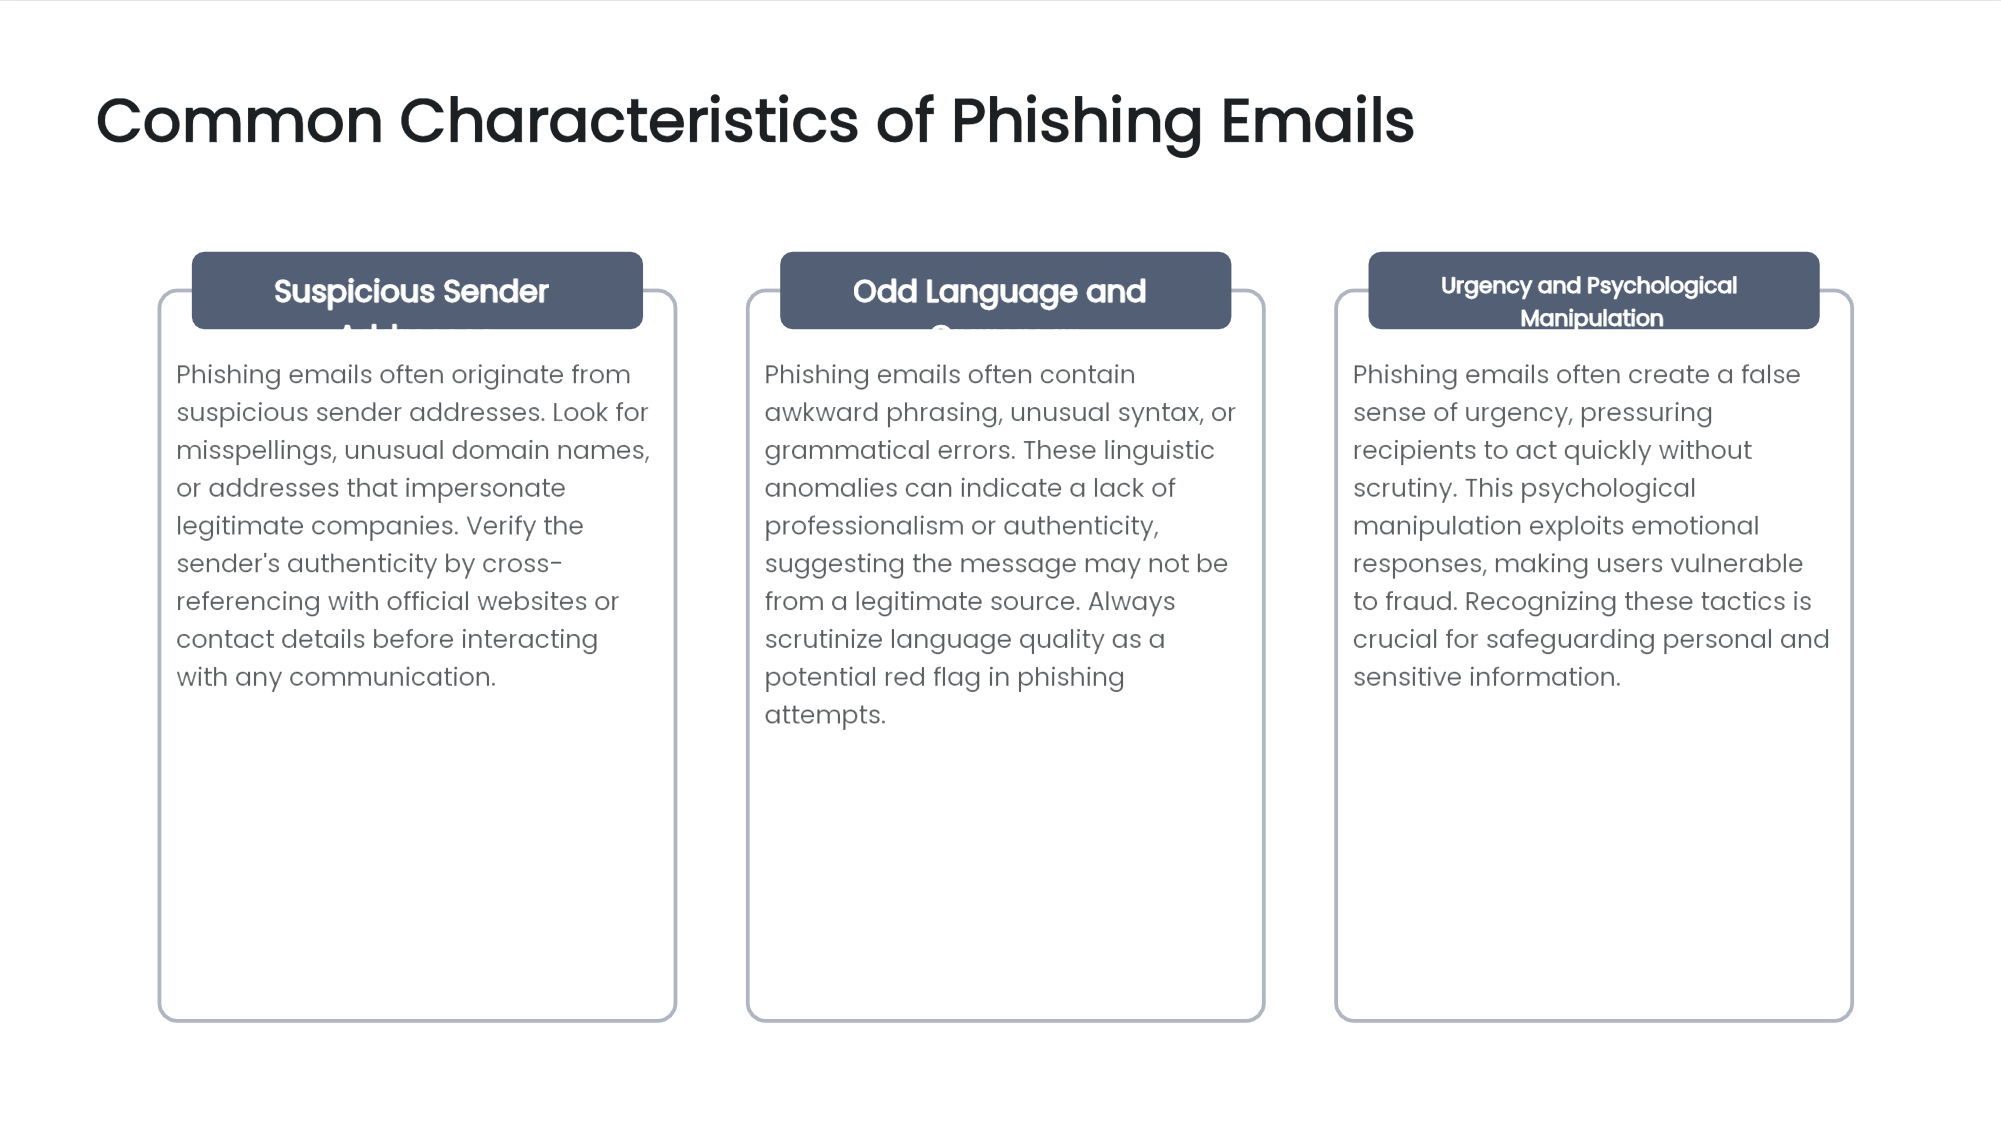 Common Characteristics of Phishing Emails
Suspicious Sender
Phishing emails often originate from
suspicious sender addresses. Look for
misspellings, unusual domain names,
or addresses that impersonate
legitimate companies. Verify the
sender's authenticity by cross-
referencing with official websites or
contact details before interacting
with any communication.
Odd Language and
Phishing emails often contain
awkward phrasing, unusual syntax, or
grammatical errors. These linguistic
anomalies can indicate a lack of
professionalism or authenticity,
suggesting the message may not be
from a legitimate source. Always
scrutinize language quality as a
potential red flag in phishing
attempts.
Urgency and Psychological
Manipulation
Phishing emails often create a false
sense of urgency, pressuring
recipients to act quickly without
scrutiny. This psychological
manipulation exploits emotional
responses, making users vulnerable
to fraud. Recognizing these tactics is
crucial for safeguarding personal and
sensitive information.